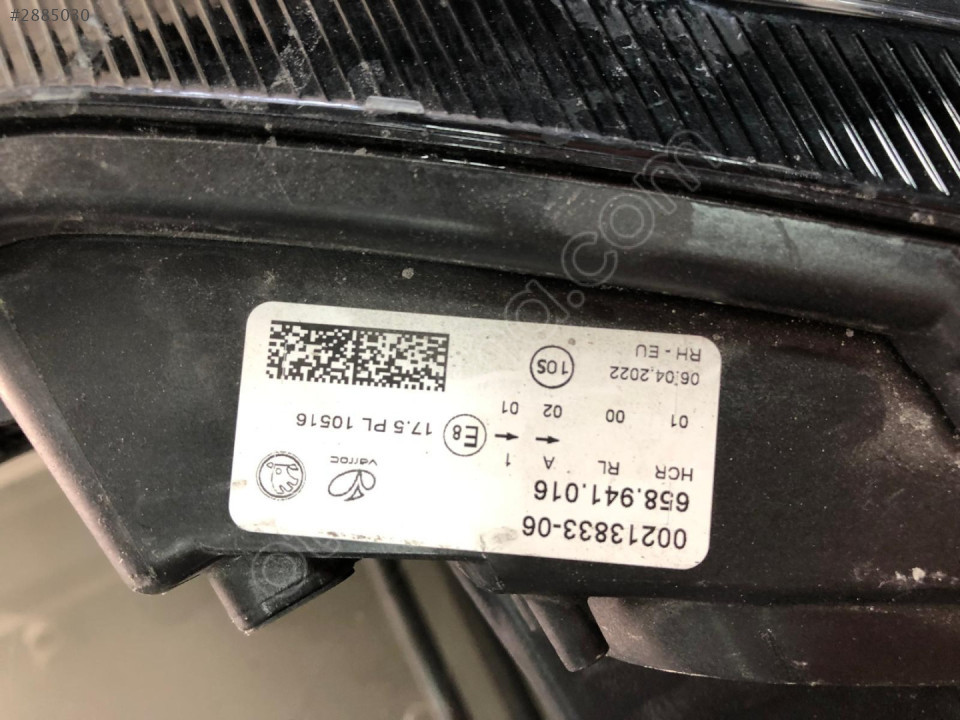 #2885030
00213833-06
658.941.016
HCR RL A 1
01 00 02 01
E8 17.5 PL 10516
varroc
06.04.2022
RH - EU
10S